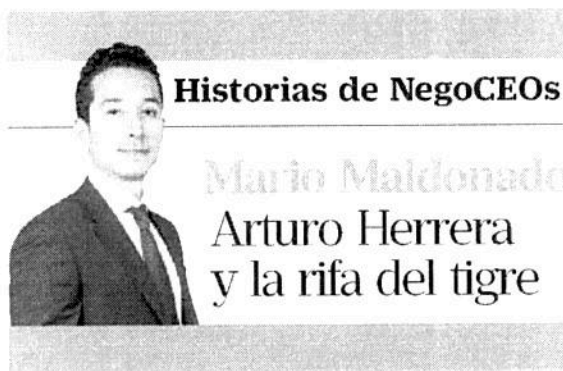 Historias de NegoCEOs
Mario Maldonado
Arturo Herrera
y la rifa del tigre